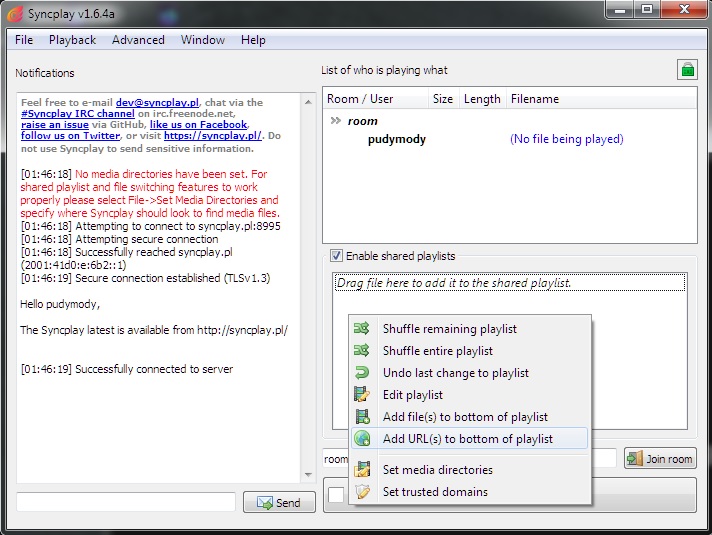 Syncplay v1.6.4a
File Playback Advanced Window Help
Notifications
Feel free to e-mail dev@syncplay.pl, chat via the
#Syncplay IRC channel on irc.freenode.net,
raise an issue via GitHub, like us on Facebook,
follow us on Twitter, or visit https://syncplay.pl/. Do
not use Syncplay to send sensitive information.
[01:46:18] No media directories have been set. For
shared playlist and file switching features to work
properly please select File->Set Media Directories and
specify where Syncplay should look to find media files.
[01:46:18] Attempting to connect to syncplay.pl:8995
[01:46:18] Attempting secure connection
[01:46:18] Successfully reached syncplay.pl
(2001:41d0:e:6b2::1)
[01:46:19] Secure connection established (TLSv1.3)
Hello pudymody,
The Syncplay latest is available from http://syncplay.pl/
[01:46:19] Successfully connected to server
Send
List of who is playing what
Room / User Size Length Filename
room
pudymody (No file being played)
Enable shared playlists
Drag file here to add it to the shared playlist.
Shuffle remaining playlist
Shuffle entire playlist
Undo last change to playlist
Edit playlist
Add file(s) to bottom of playlist
Add URL(s) to bottom of playlist
Set media directories
Set trusted domains
room
Join room